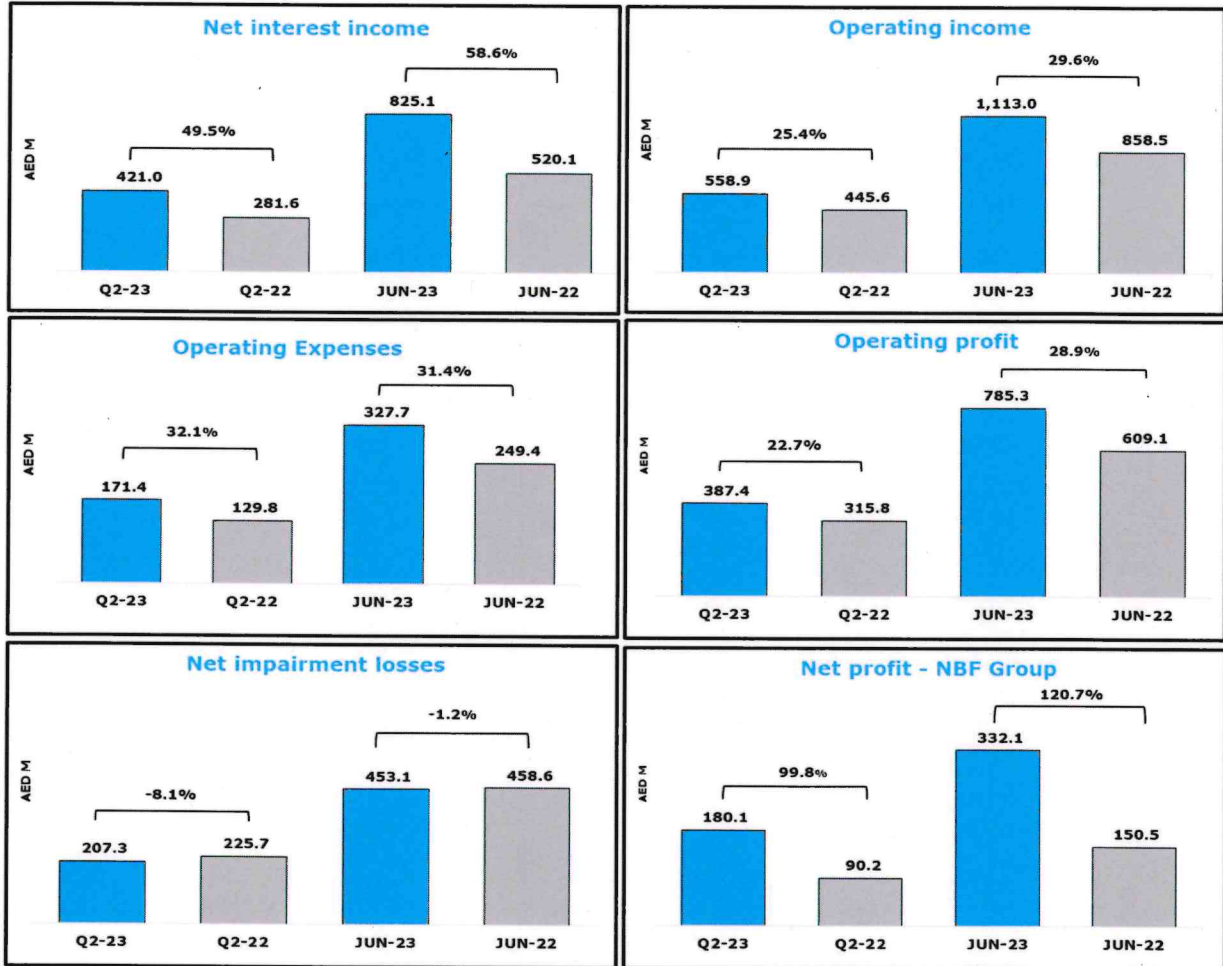 Net interest income
58.6%
825.1
49.5%
520.1
421.0
281.6
AED M
Q2-23 Q2-22 JUN-23 JUN-22
Operating income
29.6%
1,113.0
25.4%
858.5
558.9
445.6
AED M
Q2-23 Q2-22 JUN-23 JUN-22
Operating Expenses
31.4%
327.7
32.1%
249.4
171.4
129.8
AED M
Q2-23 Q2-22 JUN-23 JUN-22
Operating profit
28.9%
785.3
22.7%
609.1
387.4
315.8
AED M
Q2-23 Q2-22 JUN-23 JUN-22
Net impairment losses
-1.2%
453.1 458.6
-8.1%
207.3 225.7
AED M
Q2-23 Q2-22 JUN-23 JUN-22
Net profit - NBF Group
120.7%
332.1
99.8%
180.1
150.5
90.2
AED M
Q2-23 Q2-22 JUN-23 JUN-22